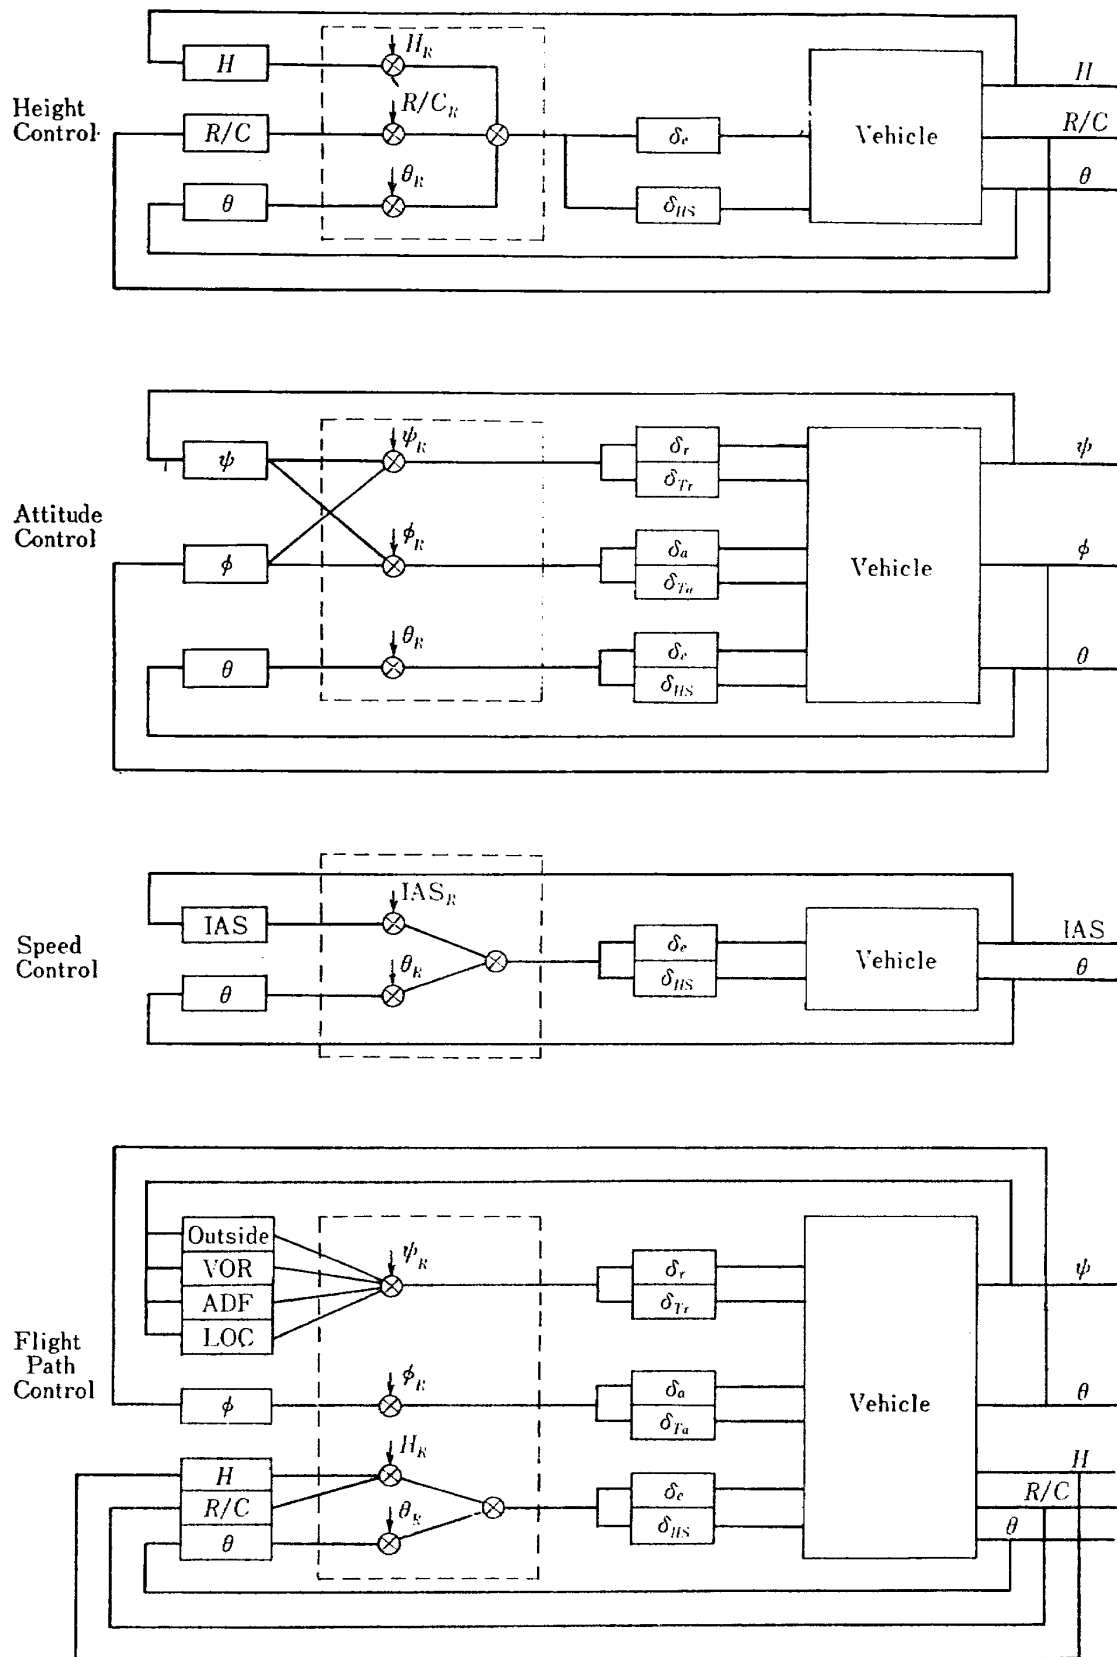 Height
Control
H
H_R
R/C
R/C_R
θ
θ_R
δ_e
δ_HS
Vehicle
H
R/C
θ
Attitude
Control
ψ
ψ_R
ϕ
ϕ_R
θ
θ_R
δ_r
δ_Tr
δ_a
δ_Ta
δ_e
δ_HS
Vehicle
ψ
ϕ
θ
Speed
Control
IAS
IAS_R
θ
θ_R
δ_e
δ_HS
Vehicle
IAS
θ
Flight
Path
Control
Outside
VOR
ADF
LOC
ψ_R
ϕ
ϕ_R
H
R/C
θ
H_R
θ_R
δ_r
δ_Tr
δ_a
δ_Ta
δ_e
δ_HS
Vehicle
ψ
θ
H
R/C
θ